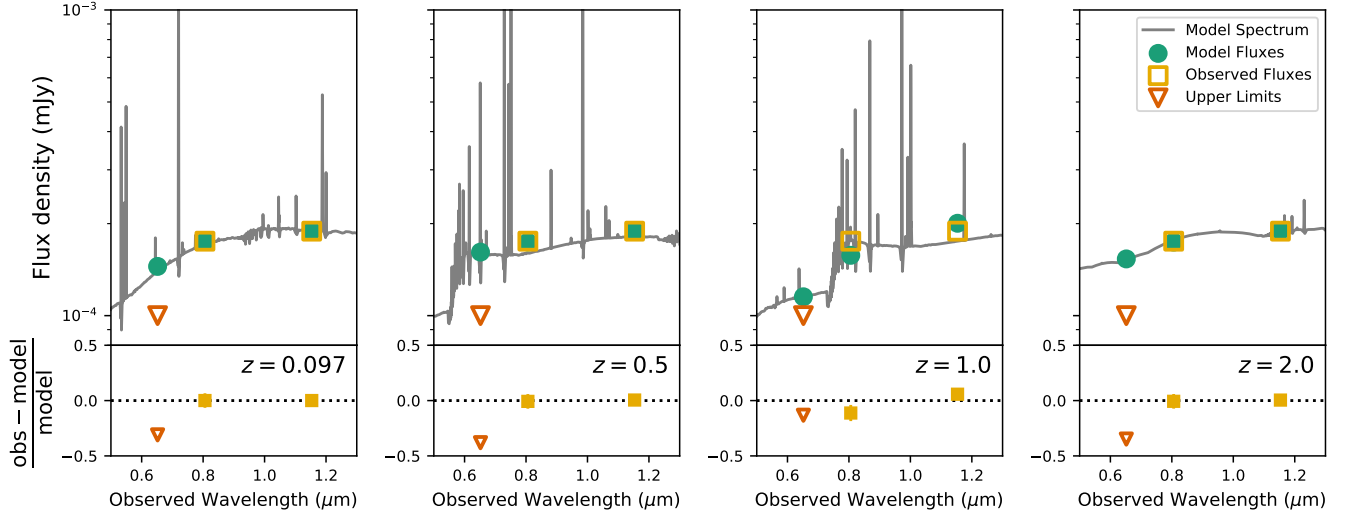 10⁻³
Flux density (mJy)
10⁻⁴
Model Spectrum
Model Fluxes
Observed Fluxes
Upper Limits
0.5
z = 0.097
0.5
z = 0.5
0.5
z = 1.0
0.5
z = 2.0
obs − model
model
0.0
0.0
0.0
0.0
−0.5
−0.5
−0.5
−0.5
0.6 0.8 1.0 1.2
0.6 0.8 1.0 1.2
0.6 0.8 1.0 1.2
0.6 0.8 1.0 1.2
Observed Wavelength (μm)
Observed Wavelength (μm)
Observed Wavelength (μm)
Observed Wavelength (μm)